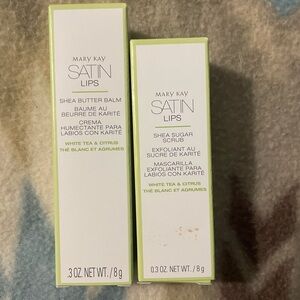 MARY KAY
SATIN
LIPS
SHEA BUTTER BALM
BAUME AU
BEURRE DE KARITÉ
CREMA
HUMECTANTE PARA
LABIOS CON KARITÉ
WHITE TEA & CITRUS
THÉ BLANC ET AGRUMES
.3 OZ. NET WT. / 8 g
MARY KAY
SATIN
LIPS
SHEA SUGAR
SCRUB
EXFOLIANT AU
SUCRE DE KARITÉ
MASCARILLA
EXFOLIANTE PARA
LABIOS CON KARITÉ
WHITE TEA & CITRUS
THÉ BLANC ET AGRUMES
0.3 OZ. NET WT. / 8 g